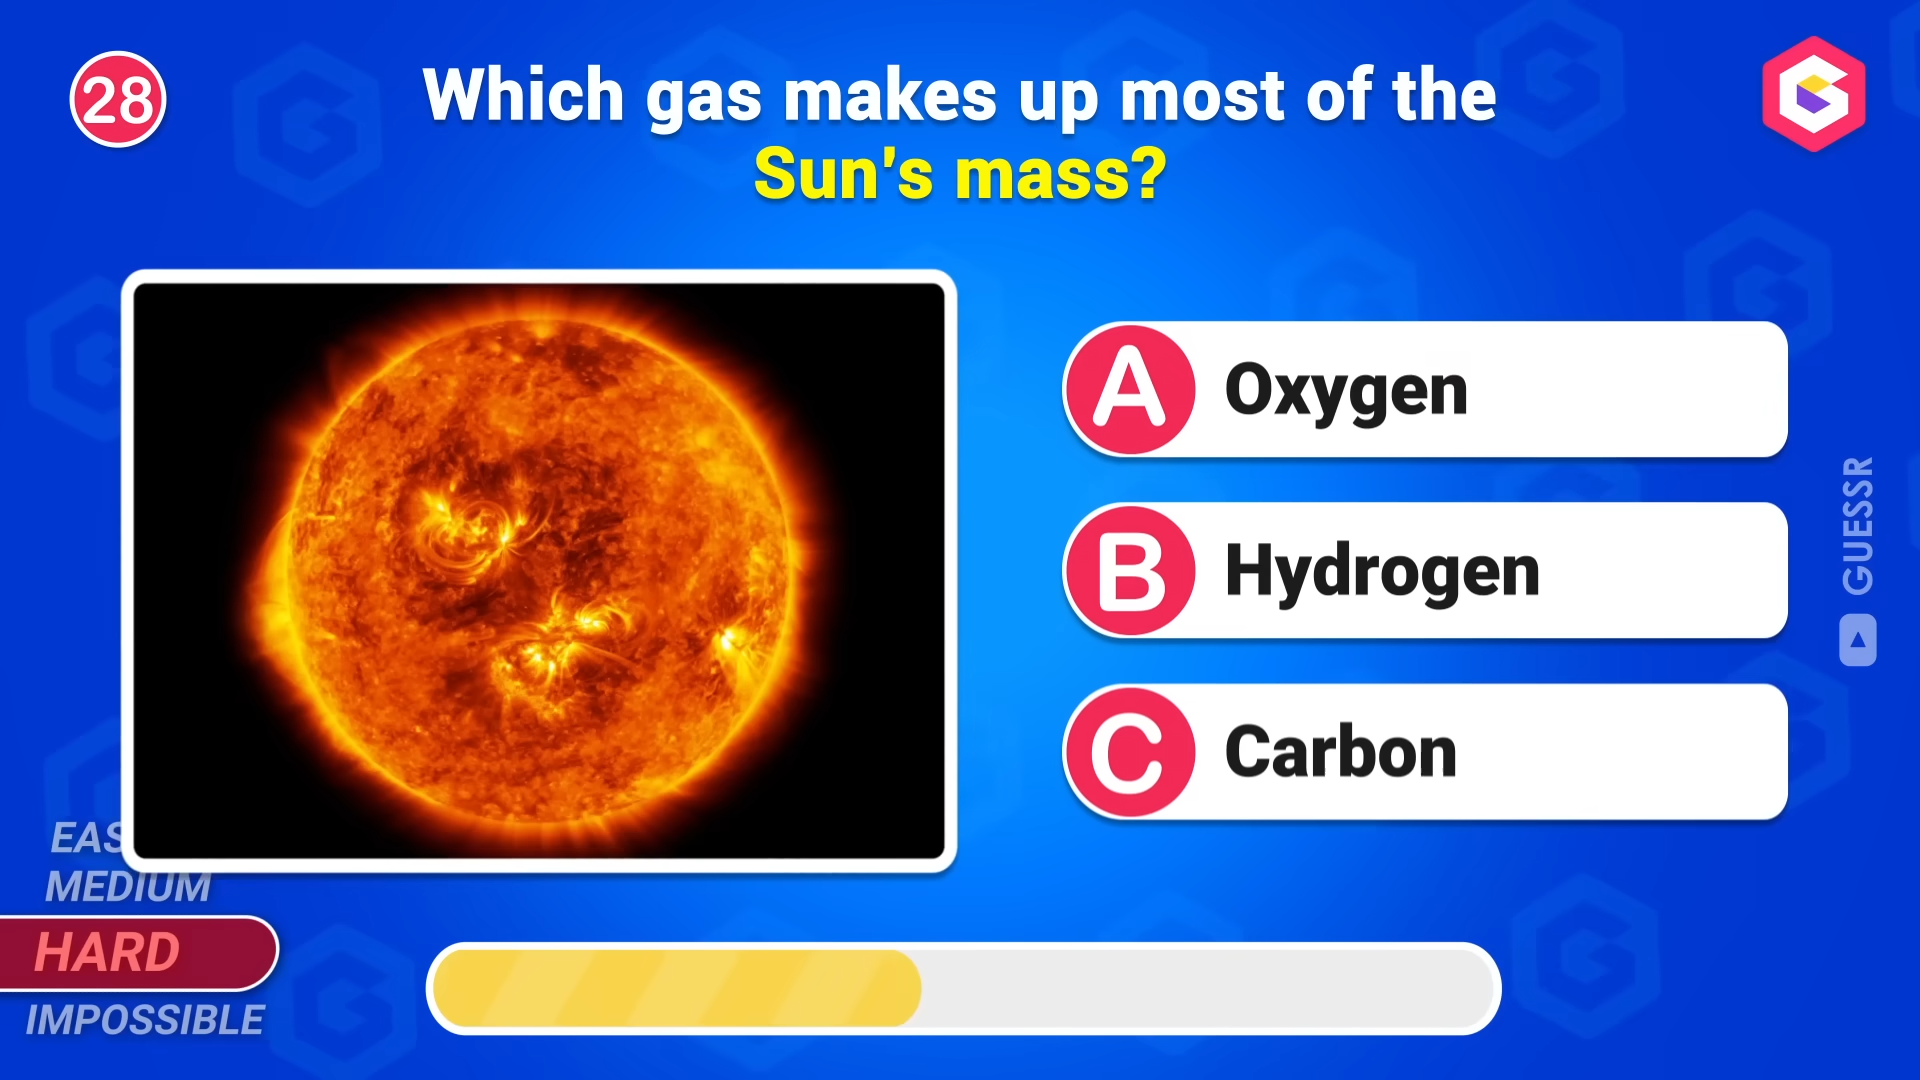 28
Which gas makes up most of the
Sun's mass?
A Oxygen
B Hydrogen
C Carbon
GUESSR
EAS
MEDIUM
HARD
IMPOSSIBLE